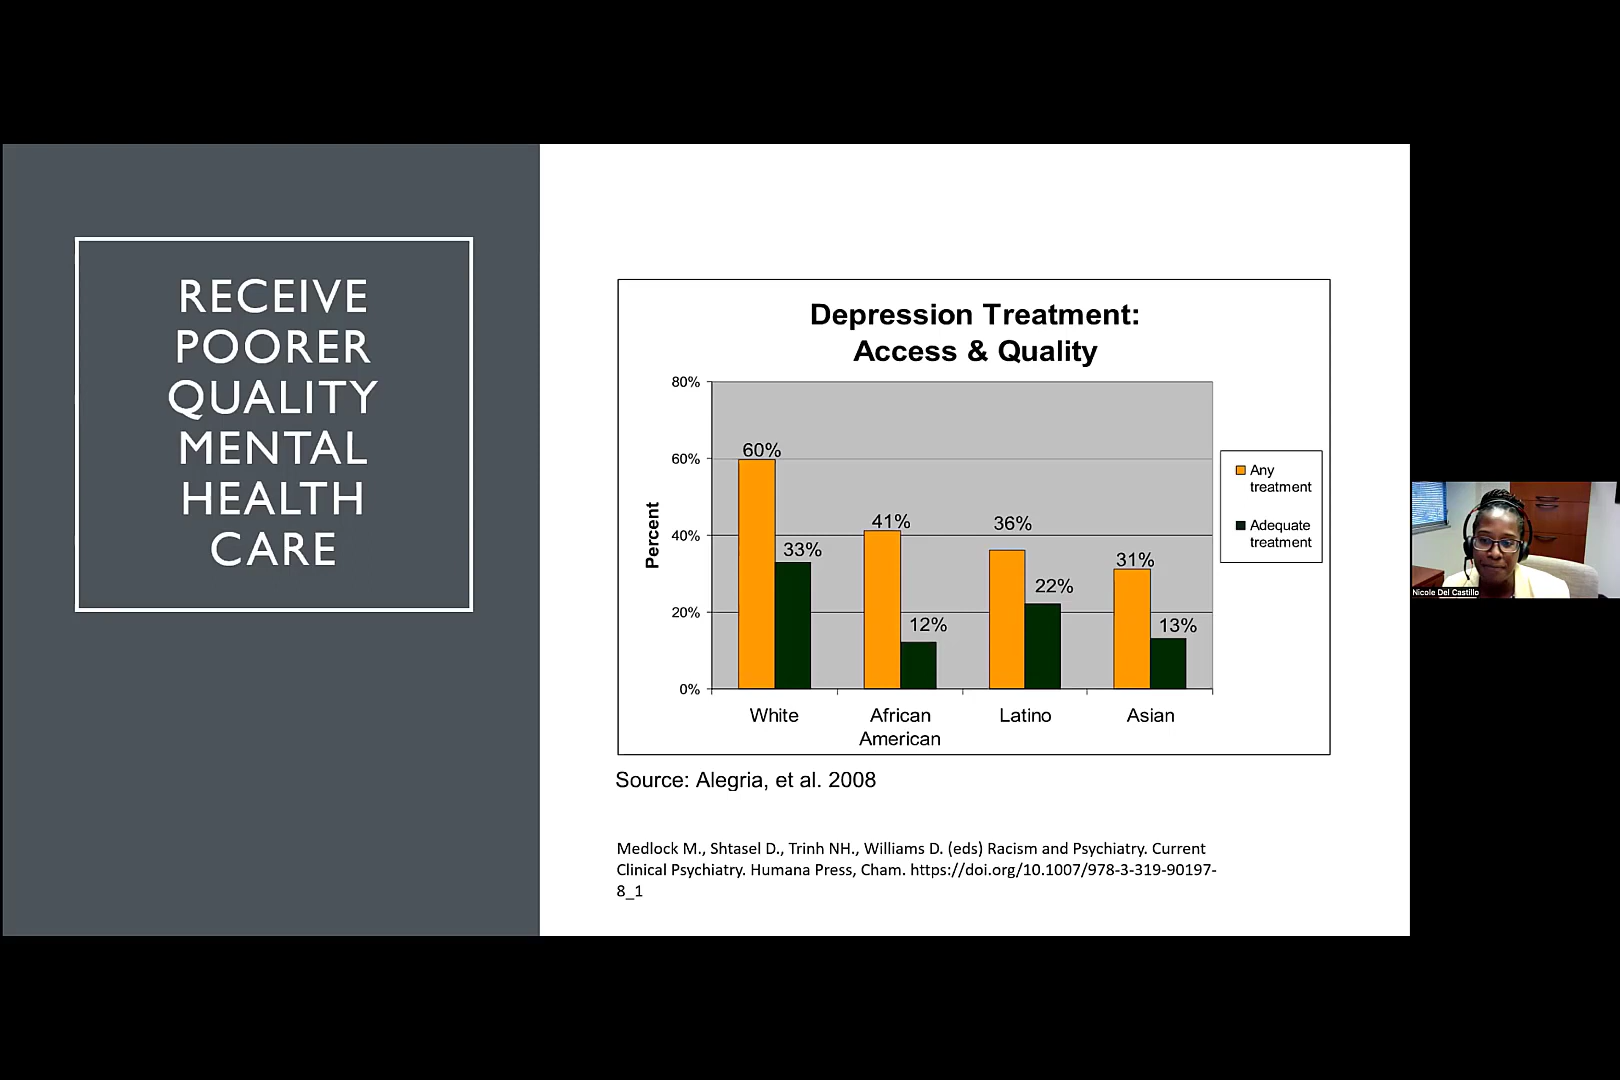 RECEIVE
POORER
QUALITY
MENTAL
HEALTH
CARE
Depression Treatment:
Access & Quality
Percent
80%
60%
40%
20%
0%
60%
33%
41%
12%
36%
22%
31%
13%
White
African
American
Latino
Asian
Any
treatment
Adequate
treatment
Source: Alegria, et al. 2008
Medlock M., Shtasel D., Trinh NH., Williams D. (eds) Racism and Psychiatry. Current
Clinical Psychiatry. Humana Press, Cham. https://doi.org/10.1007/978-3-319-90197-
8_1
Nicole Del Castillo